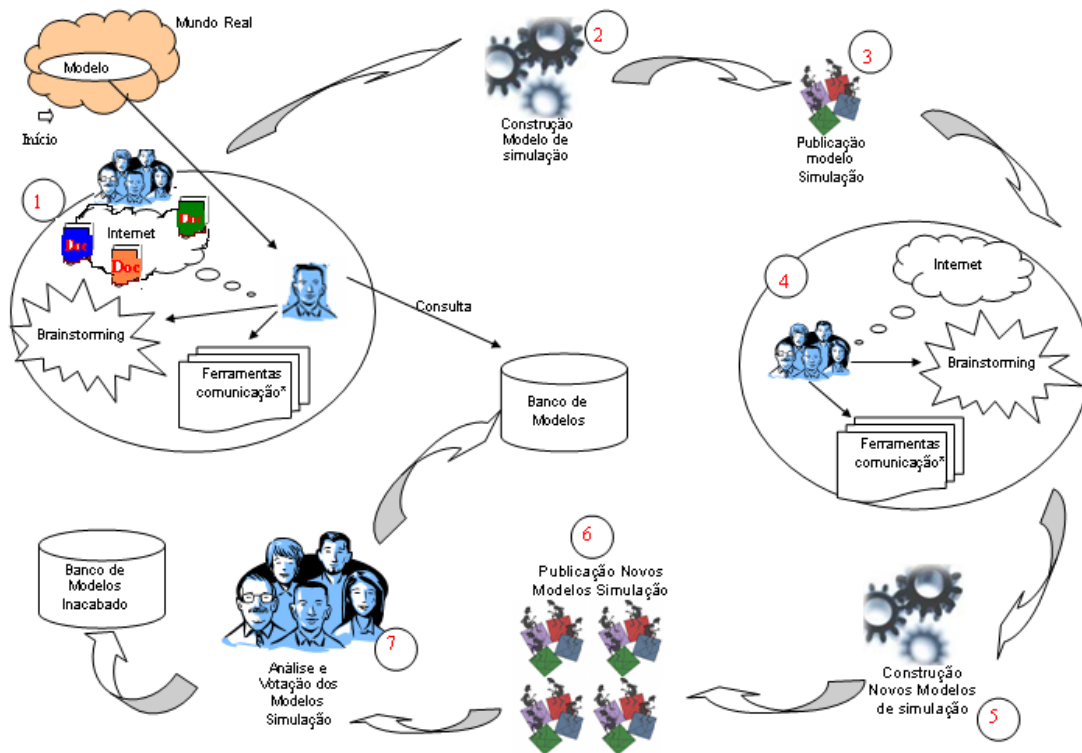 Mundo Real
Modelo
Início
1
Internet
Doc
Doc
Doc
Brainstorming
Ferramentas
comunicação*
Consulta
Banco de
Modelos
2
Construção
Modelo de
simulação
3
Publicação
modelo
Simulação
4
Internet
Brainstorming
Ferramentas
comunicação*
5
Construção
Novos Modelos
de simulação
6
Publicação Novos
Modelos Simulação
7
Análise e
Votação dos
Modelos
Simulação
Banco de
Modelos
Inacabado